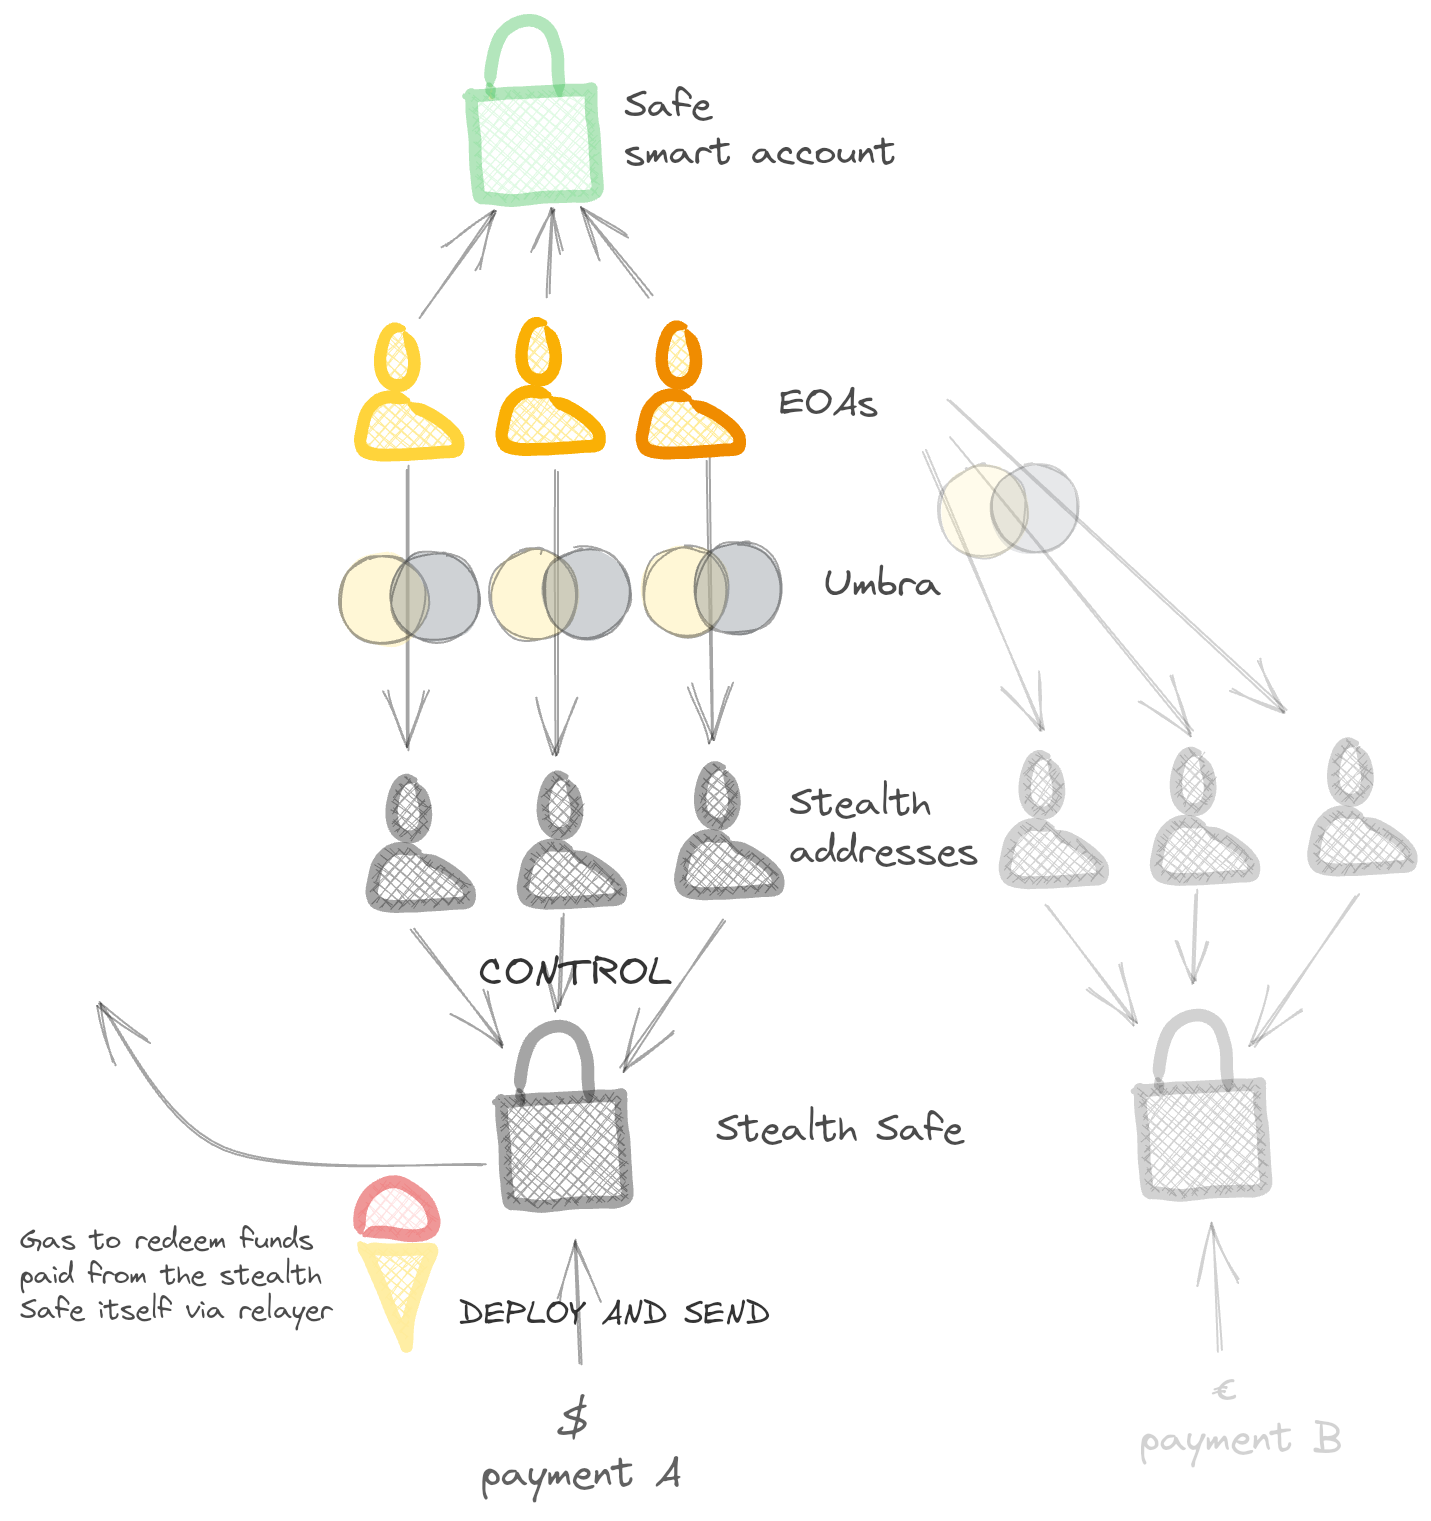 Safe
smart account
EOAs
Umbra
Stealth
addresses
CONTROL
Stealth Safe
Gas to redeem funds
paid from the stealth
Safe itself via relayer
DEPLOY AND SEND
$
payment A
€
payment B